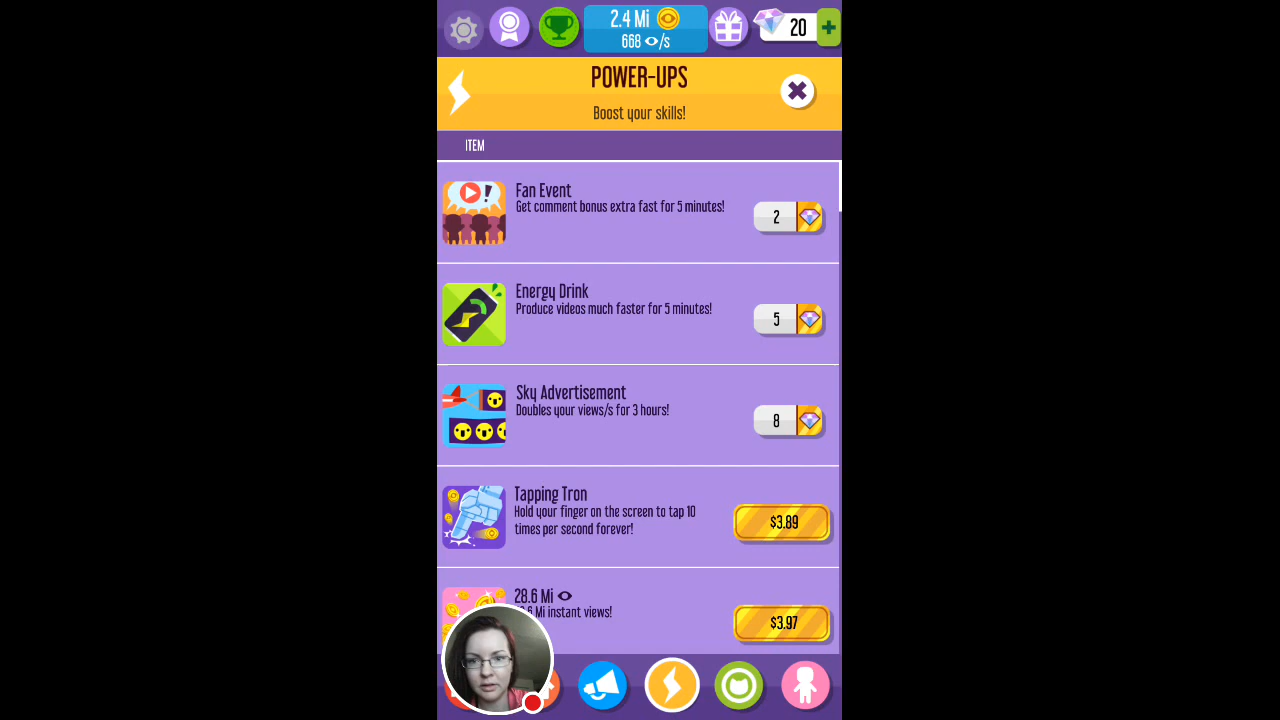 2.4 Mi
668 /s
20
POWER-UPS
Boost your skills!
ITEM
Fan Event
Get comment bonus extra fast for 5 minutes!
2
Energy Drink
Produce videos much faster for 5 minutes!
5
Sky Advertisement
Doubles your views/s for 3 hours!
8
Tapping Tron
Hold your finger on the screen to tap 10
times per second forever!
$3.89
28.6 Mi
Mi instant views!
$3.97